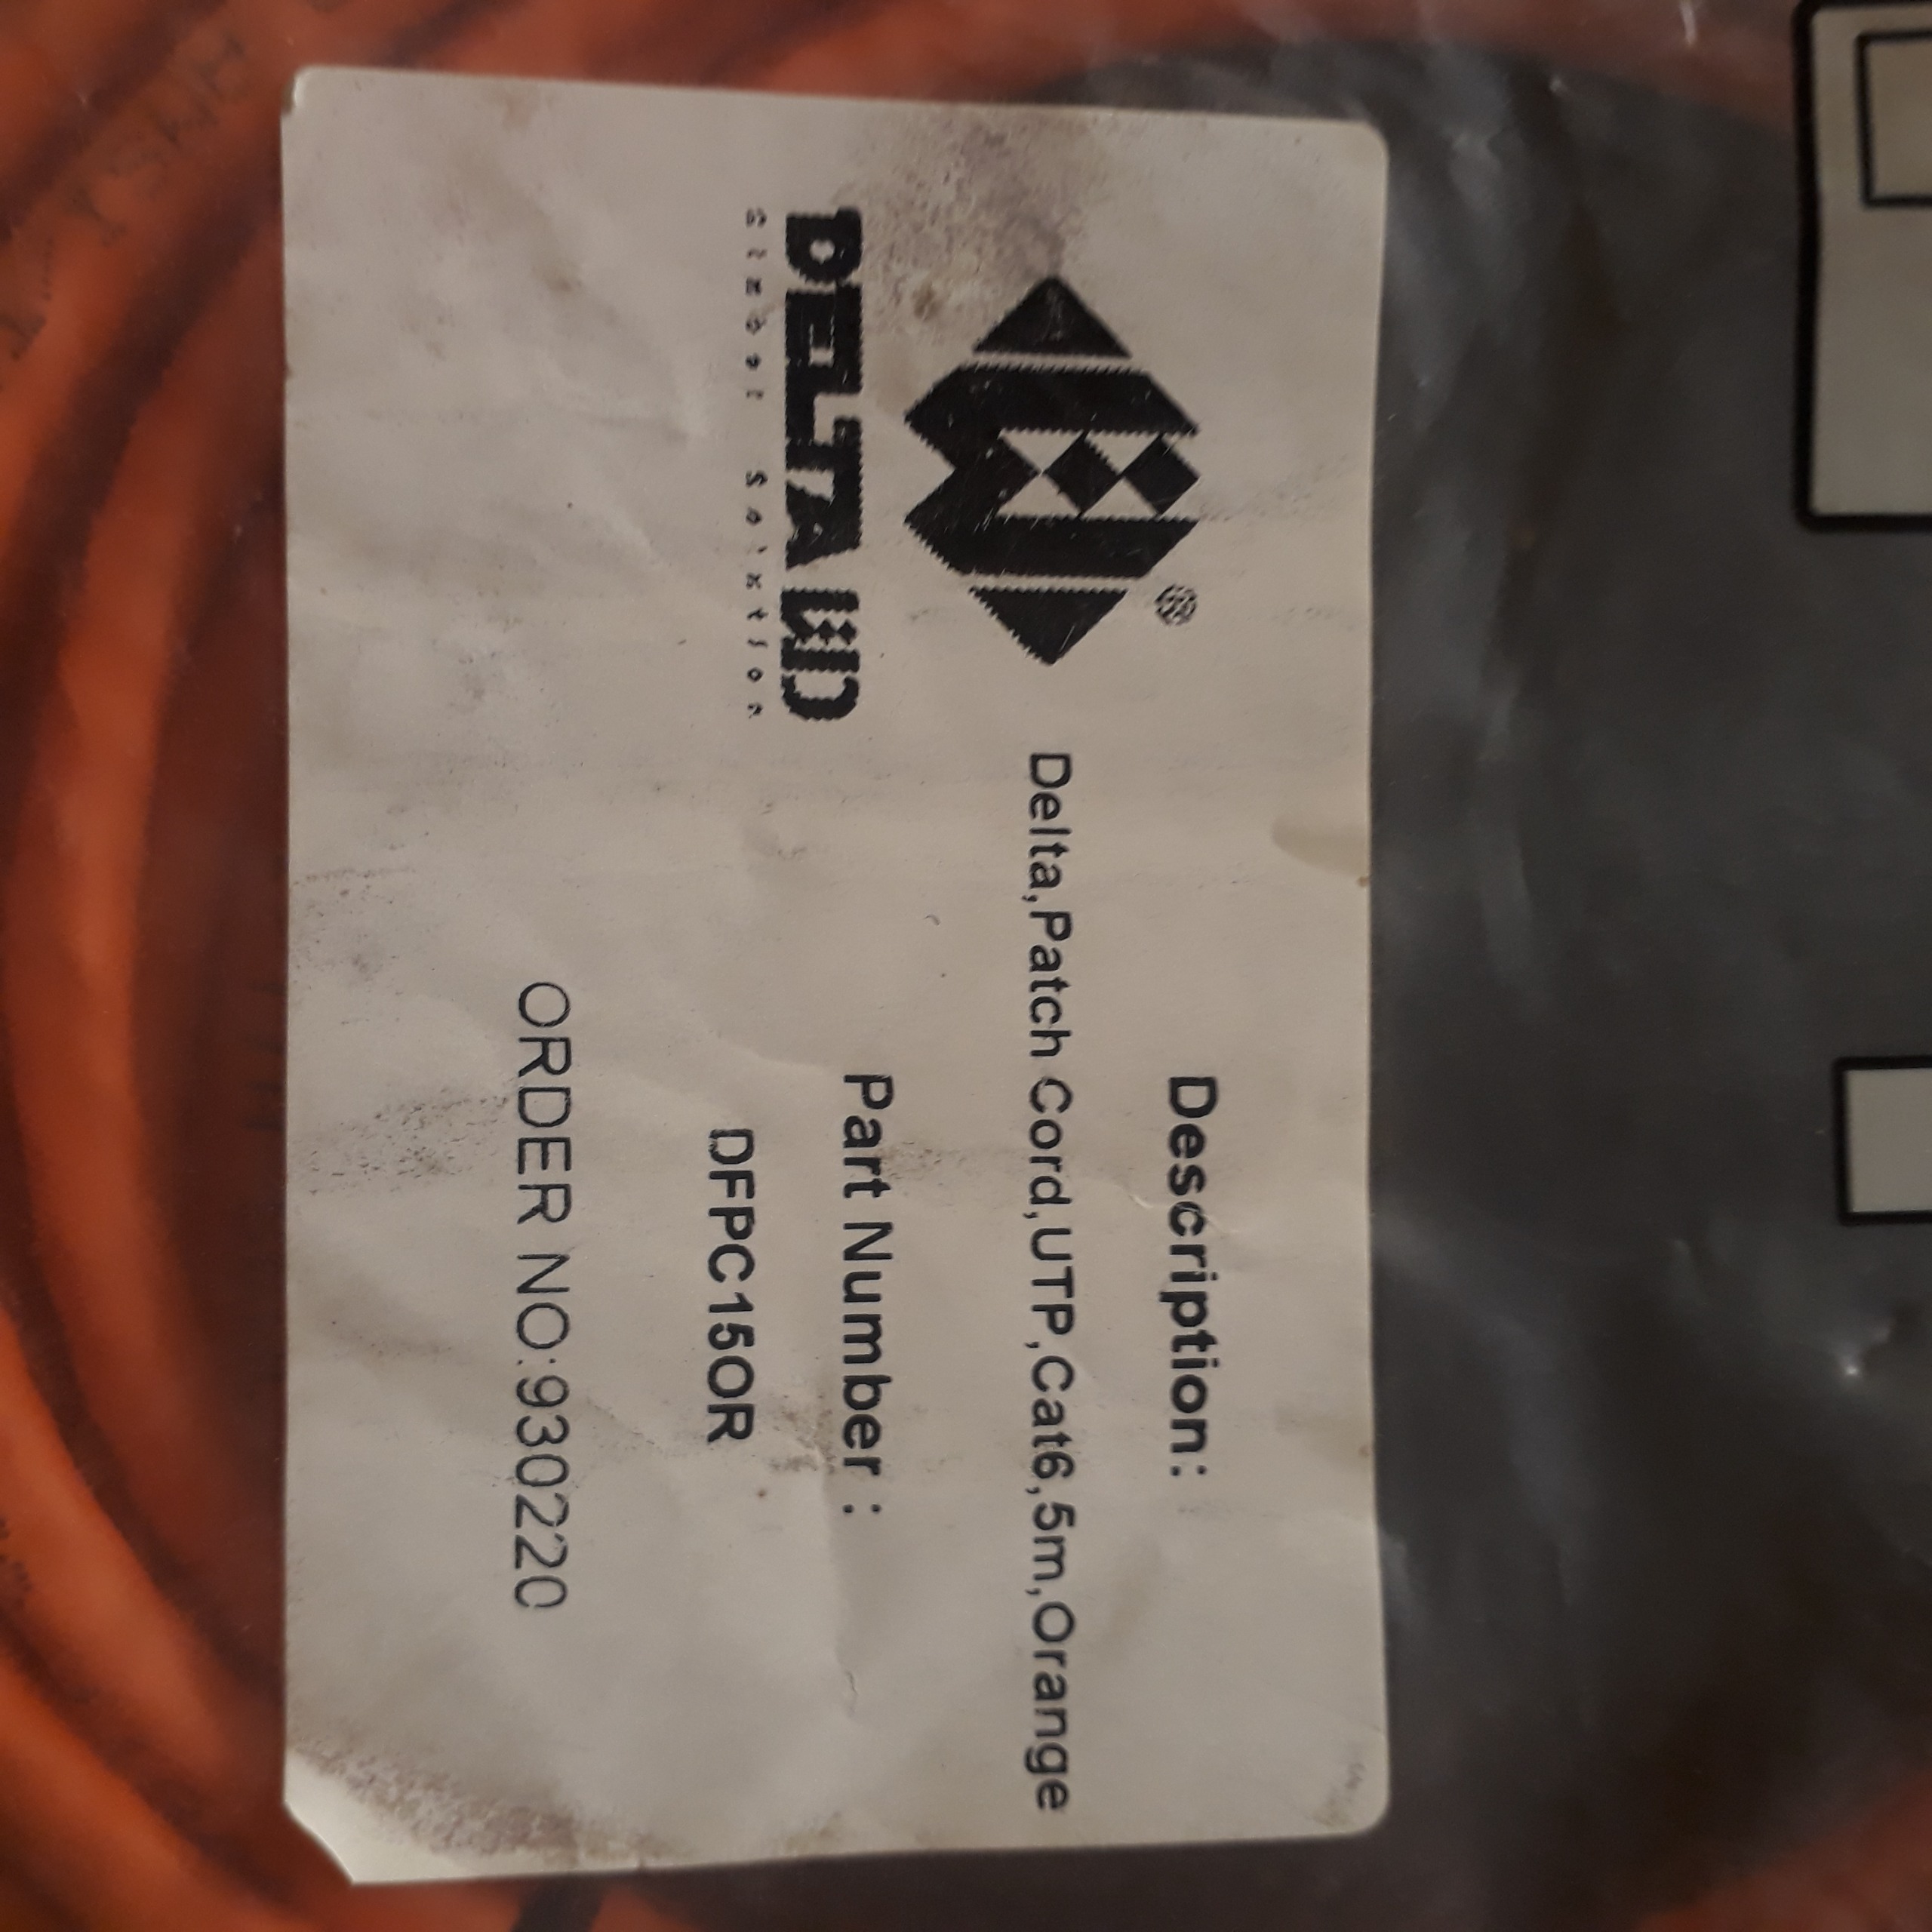 ®
DELTA
Description:
Delta,Patch Cord,UTP,Cat6,5m,Orange
Part Number :
DFPC15OR
ORDER NO:930220